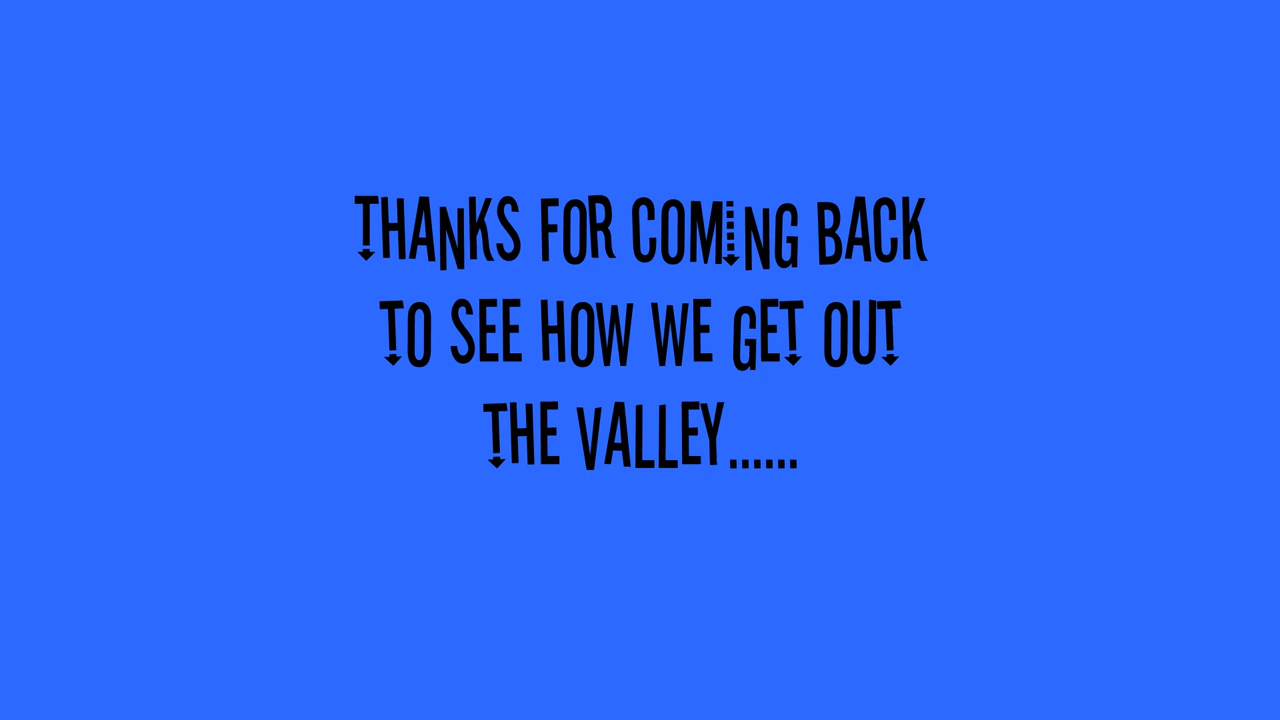 THANKS FOR COMING BACK
TO SEE HOW WE GET OUT
THE VALLEY......